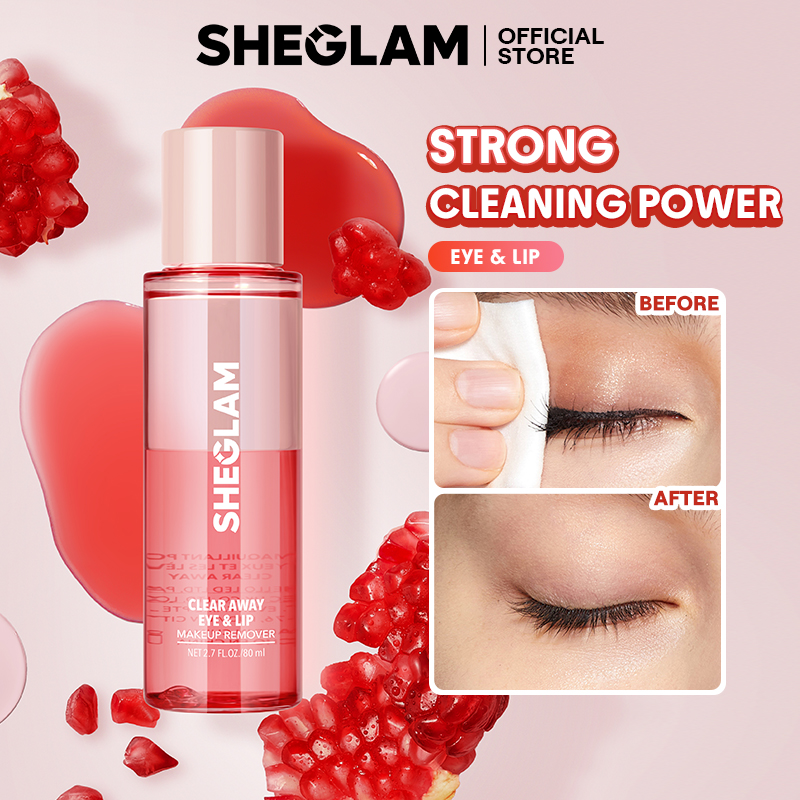 SHEGLAM
OFFICIAL
STORE
STRONG
CLEANING POWER
EYE & LIP
BEFORE
AFTER
SHEGLAM
CLEAR AWAY
EYE & LIP
MAKEUP REMOVER
NET 2.7 FL.OZ./80 ml